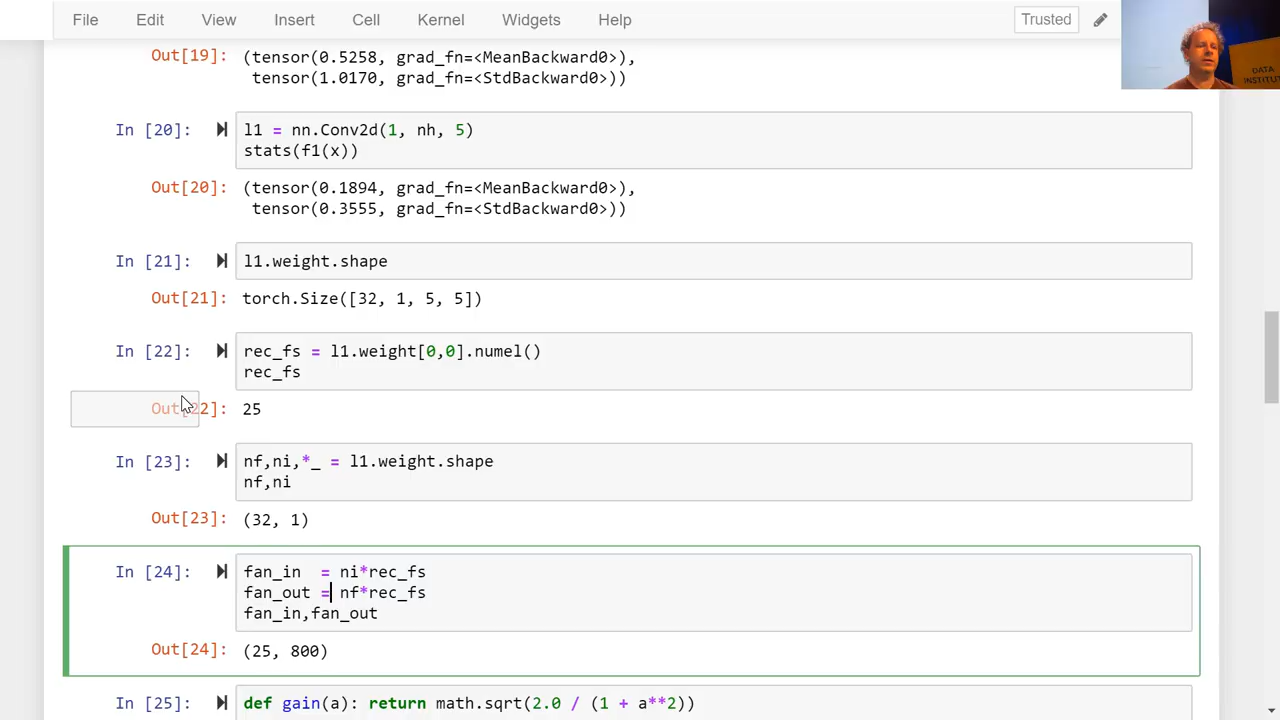 File Edit View Insert Cell Kernel Widgets Help Trusted
DATA
INSTITUT
Out[19]: (tensor(0.5258, grad_fn=<MeanBackward0>),
tensor(1.0170, grad_fn=<StdBackward0>))
In [20]: l1 = nn.Conv2d(1, nh, 5)
stats(f1(x))
Out[20]: (tensor(0.1894, grad_fn=<MeanBackward0>),
tensor(0.3555, grad_fn=<StdBackward0>))
In [21]: l1.weight.shape
Out[21]: torch.Size([32, 1, 5, 5])
In [22]: rec_fs = l1.weight[0,0].numel()
rec_fs
Out[22]: 25
In [23]: nf,ni,*_ = l1.weight.shape
nf,ni
Out[23]: (32, 1)
In [24]: fan_in  = ni*rec_fs
fan_out = nf*rec_fs
fan_in,fan_out
Out[24]: (25, 800)
In [25]: def gain(a): return math.sqrt(2.0 / (1 + a**2))